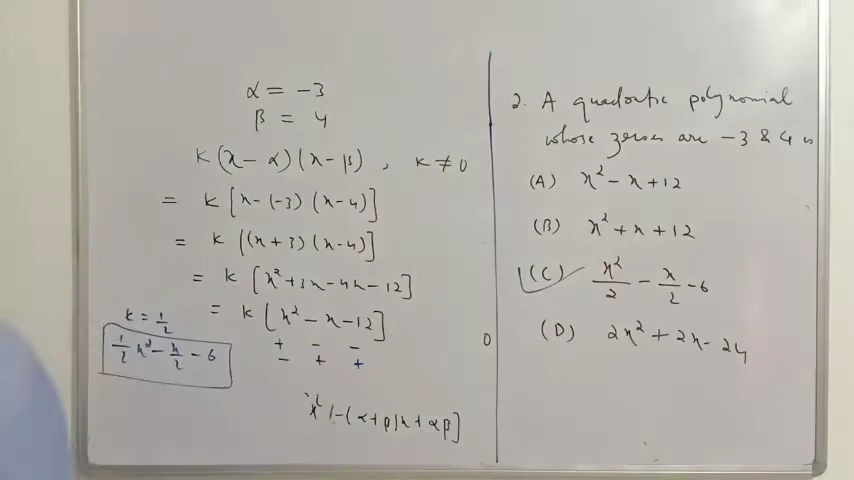 α = -3
β = 4
k(x - α)(x - β) , k ≠ 0
= k[x-(-3)(x-4)]
= k((x+3)(x-4)]
= k[x²+3x-4x-12]
= k[x² - x - 12]
+ - -
- + +
k = 1/2
1/2 x² - x/2 - 6
x² - (α+β)x + αβ]
0
2. A quadratic polynomial
whose zeroes are -3 & 4 is
(A) x² - x + 12
(B) x² + x + 12
(C) x²/2 - x/2 - 6
(D) 2x² + 2x - 24